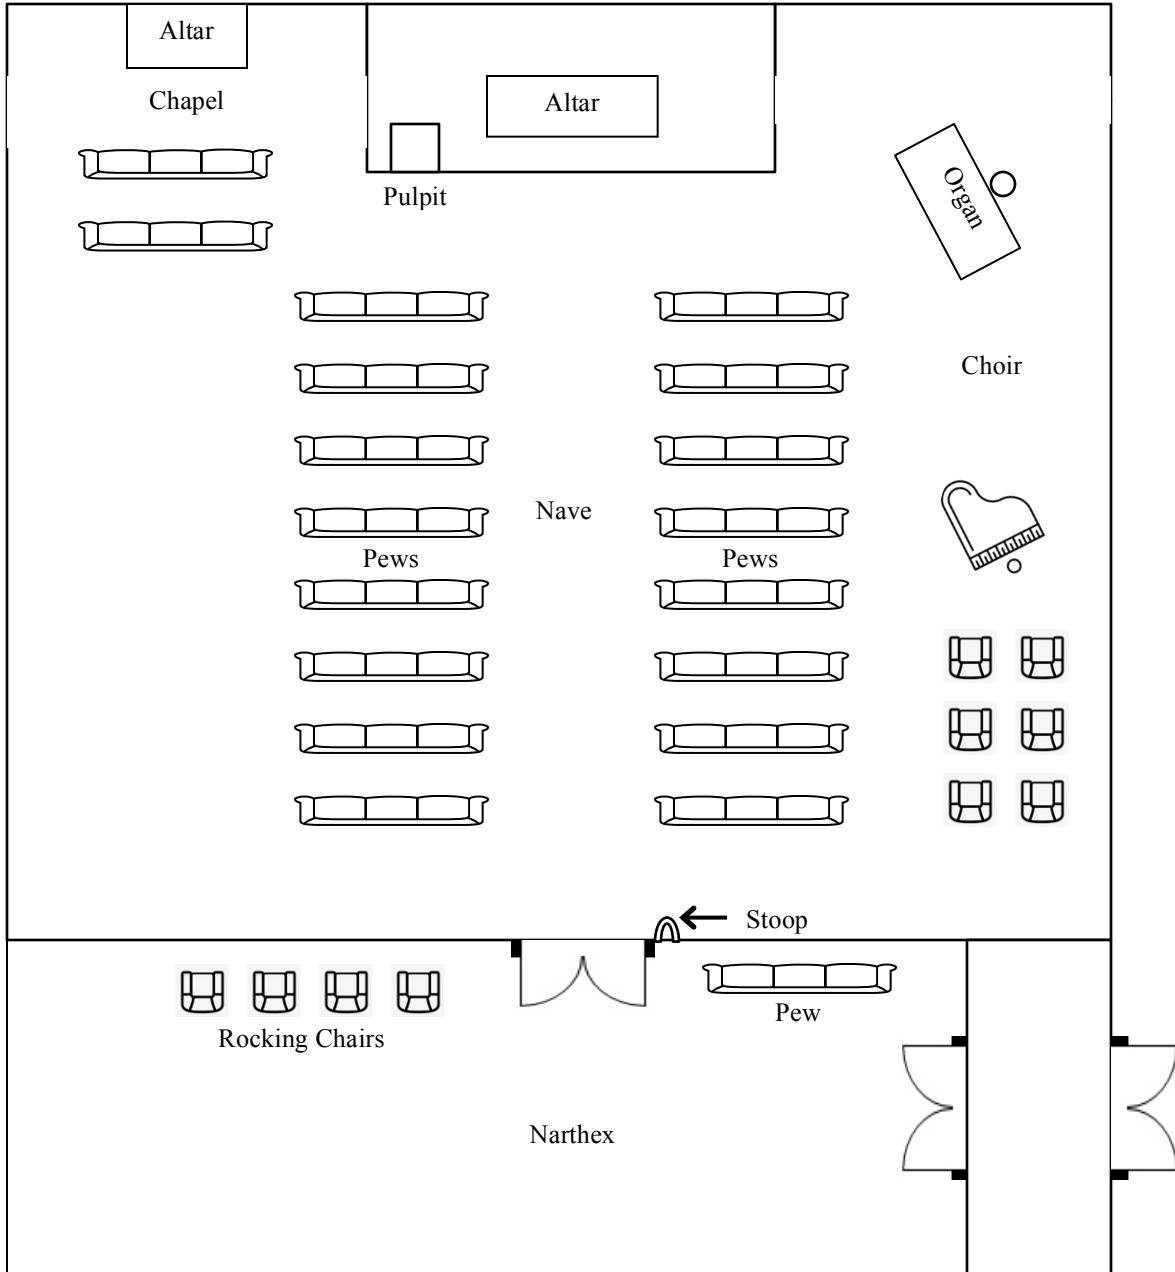 Altar
Chapel
Altar
Pulpit
Organ
Choir
Nave
Pews
Pews
Stoop
Pew
Rocking Chairs
Narthex